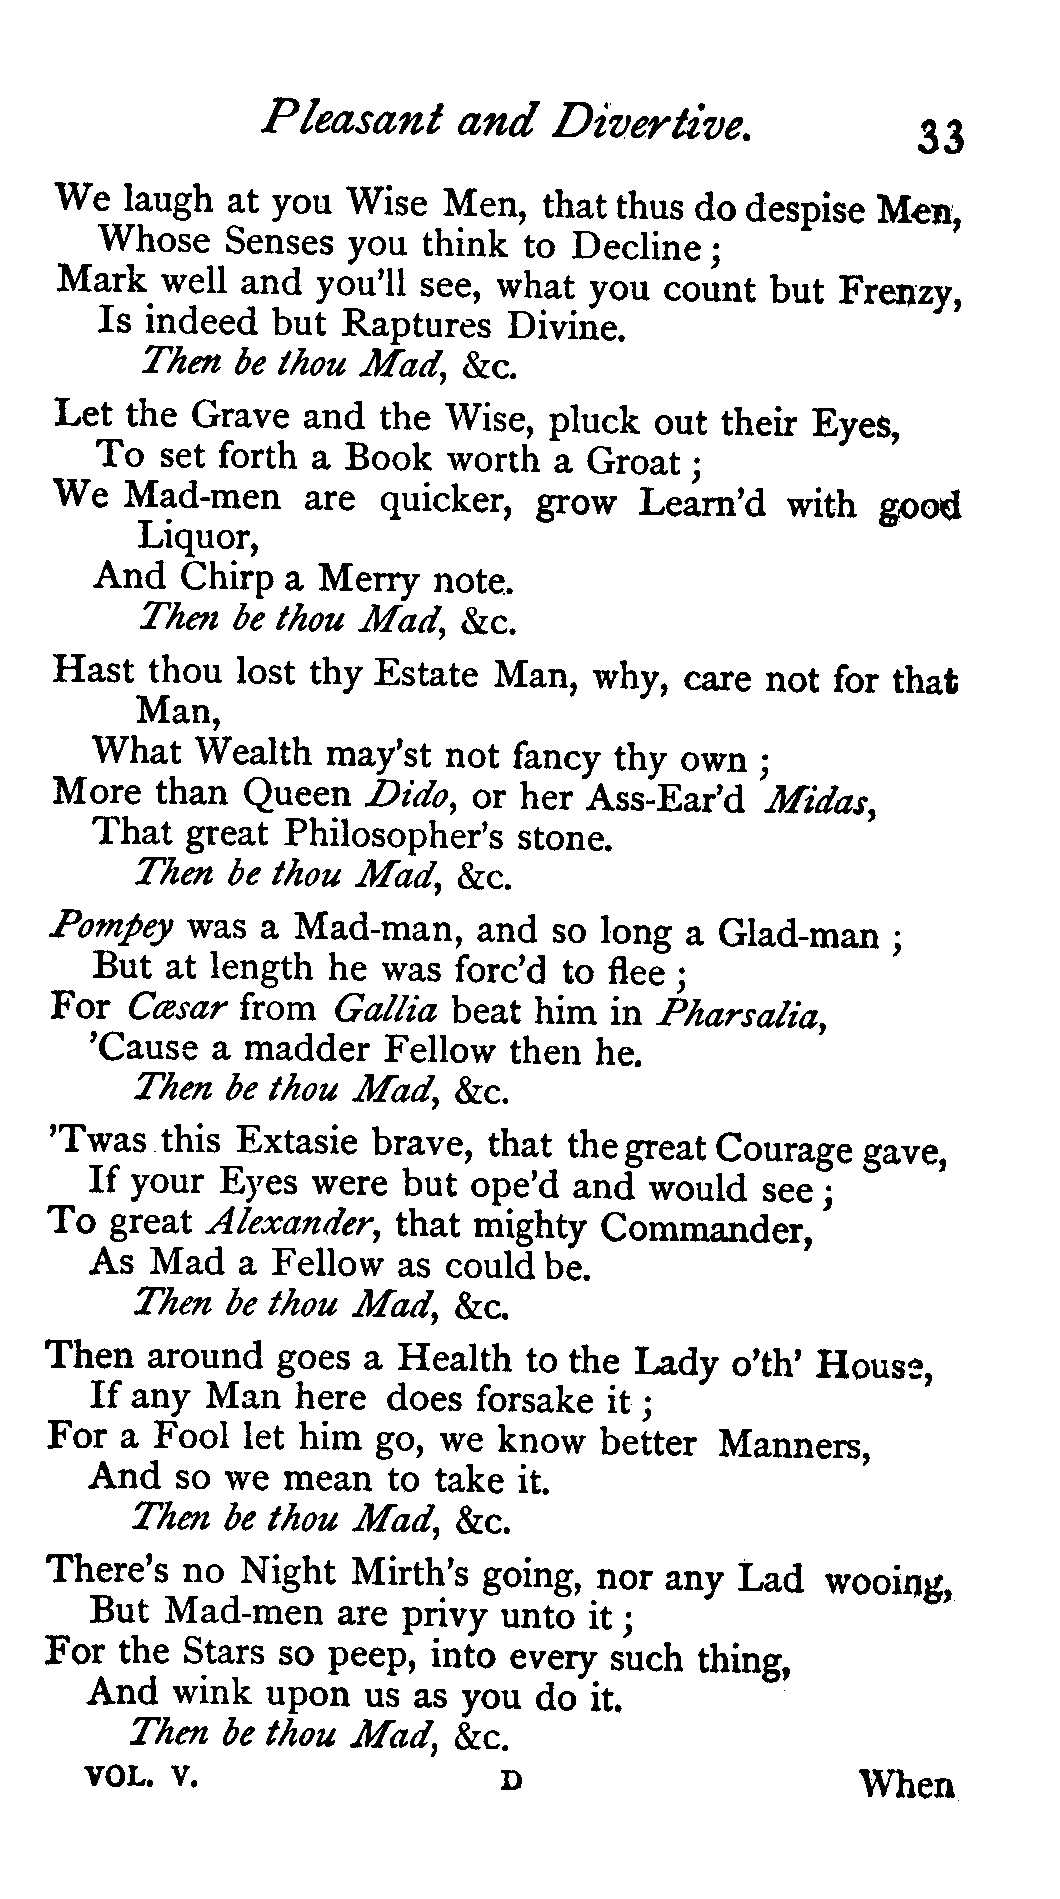 Pleasant and Divertive. 33
We laugh at you Wise Men, that thus do despise Men,
Whose Senses you think to Decline ;
Mark well and you'll see, what you count but Frenzy,
Is indeed but Raptures Divine.
Then be thou Mad, &c.
Let the Grave and the Wise, pluck out their Eyes,
To set forth a Book worth a Groat ;
We Mad-men are quicker, grow Learn'd with good
Liquor,
And Chirp a Merry note.
Then be thou Mad, &c.
Hast thou lost thy Estate Man, why, care not for that
Man,
What Wealth may'st not fancy thy own ;
More than Queen Dido, or her Ass-Ear'd Midas,
That great Philosopher's stone.
Then be thou Mad, &c.
Pompey was a Mad-man, and so long a Glad-man ;
But at length he was forc'd to flee ;
For Cæsar from Gallia beat him in Pharsalia,
'Cause a madder Fellow then he.
Then be thou Mad, &c.
'Twas this Extasie brave, that the great Courage gave,
If your Eyes were but ope'd and would see ;
To great Alexander, that mighty Commander,
As Mad a Fellow as could be.
Then be thou Mad, &c.
Then around goes a Health to the Lady o'th' House,
If any Man here does forsake it ;
For a Fool let him go, we know better Manners,
And so we mean to take it.
Then be thou Mad, &c.
There's no Night Mirth's going, nor any Lad wooing,
But Mad-men are privy unto it ;
For the Stars so peep, into every such thing,
And wink upon us as you do it.
Then be thou Mad, &c.
VOL. V. D When